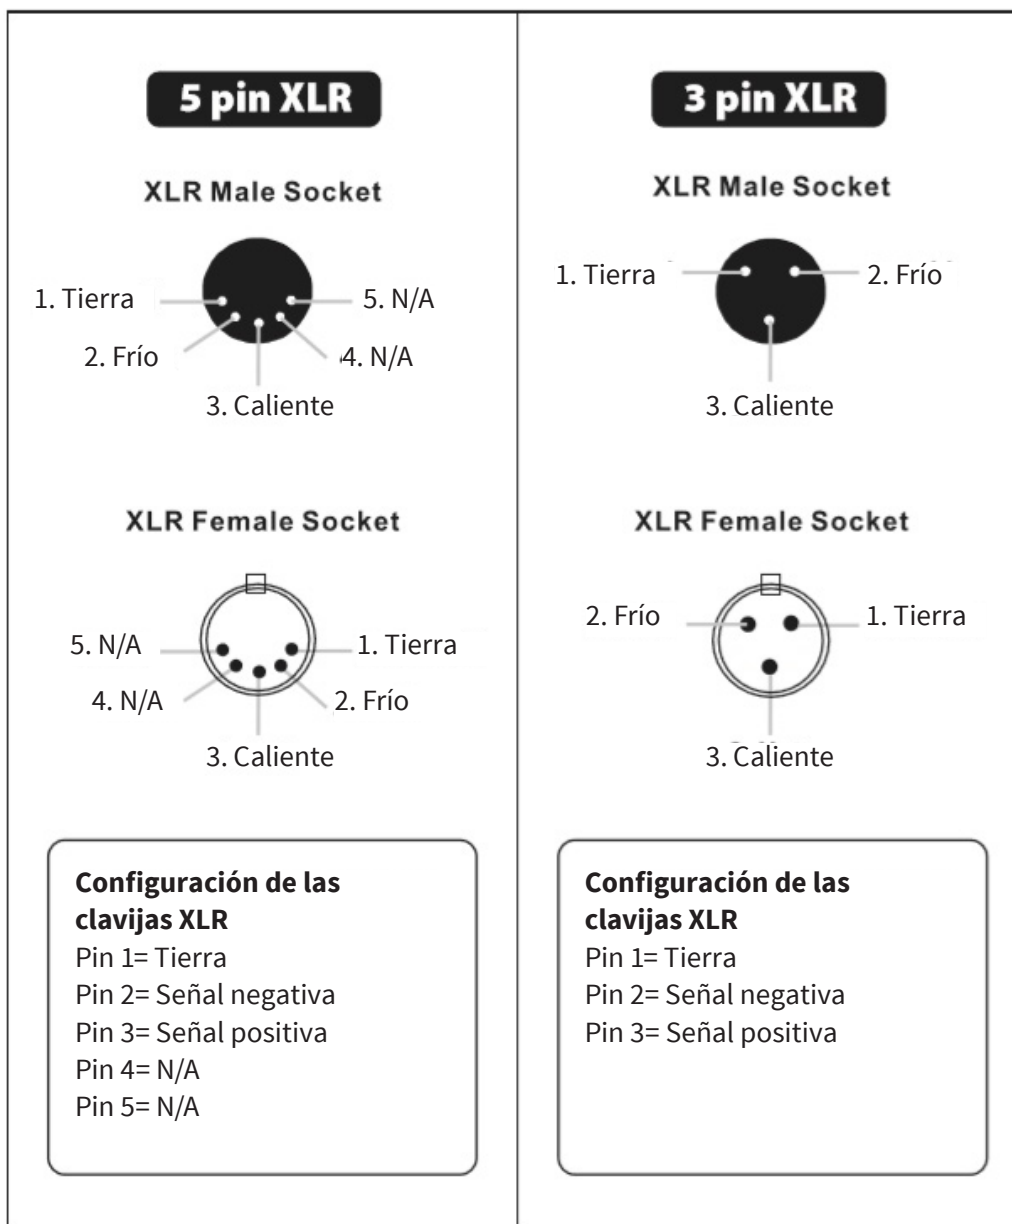 5 pin XLR
XLR Male Socket
1. Tierra
5. N/A
2. Frío
4. N/A
3. Caliente
XLR Female Socket
5. N/A
1. Tierra
4. N/A
2. Frío
3. Caliente
Configuración de las
clavijas XLR
Pin 1= Tierra
Pin 2= Señal negativa
Pin 3= Señal positiva
Pin 4= N/A
Pin 5= N/A
3 pin XLR
XLR Male Socket
1. Tierra
2. Frío
3. Caliente
XLR Female Socket
2. Frío
1. Tierra
3. Caliente
Configuración de las
clavijas XLR
Pin 1= Tierra
Pin 2= Señal negativa
Pin 3= Señal positiva